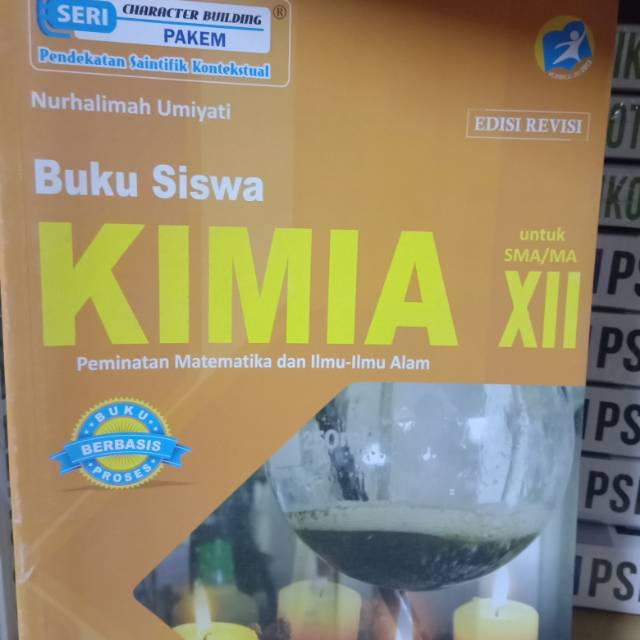 SERI CHARACTER BUILDING ®
PAKEM
Pendekatan Saintifik Kontekstual
Nurhalimah Umiyati
EDISI REVISI
Buku Siswa
KIMIA
untuk
SMA/MA
XII
Peminatan Matematika dan Ilmu-Ilmu Alam
BUKU
BERBASIS
PROSES
250m
IPS
IPS
IPS
IPS
IPS